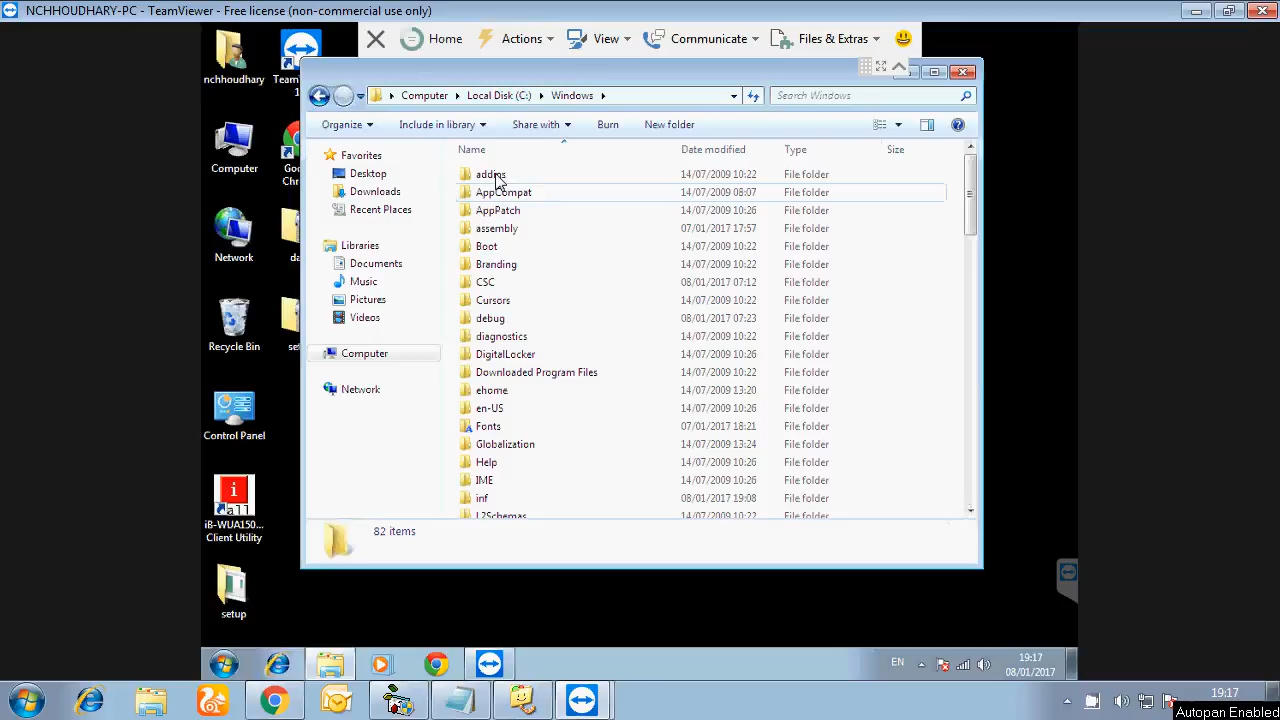 NCHHOUDHARY-PC - TeamViewer - Free license (non-commercial use only)
Home Actions View Communicate Files & Extras
Computer Local Disk (C:) Windows
Search Windows
Organize Include in library Share with Burn New folder
Name Date modified Type Size
Favorites
Desktop
Downloads
Recent Places
Libraries
Documents
Music
Pictures
Videos
Computer
Network
14/07/2009 10:22 File folder
AppCompat 14/07/2009 08:07 File folder
AppPatch 14/07/2009 10:26 File folder
assembly 07/01/2017 17:57 File folder
Boot 14/07/2009 10:22 File folder
Branding 14/07/2009 10:22 File folder
CSC 08/01/2017 07:12 File folder
Cursors 14/07/2009 10:22 File folder
debug 08/01/2017 07:23 File folder
diagnostics 14/07/2009 10:22 File folder
DigitalLocker 14/07/2009 10:26 File folder
Downloaded Program Files 14/07/2009 10:22 File folder
ehome 14/07/2009 13:20 File folder
en-US 14/07/2009 10:26 File folder
Fonts 07/01/2017 18:21 File folder
Globalization 14/07/2009 13:24 File folder
Help 14/07/2009 10:26 File folder
IME 14/07/2009 10:26 File folder
inf 08/01/2017 19:08 File folder
L2Schemas 14/07/2009 10:22 File folder
82 items
nchhoudhary
Computer
Network
Recycle Bin
Control Panel
iB-WUA150...
Client Utility
setup
EN
19:17
08/01/2017
19:17
Autopan Enabled